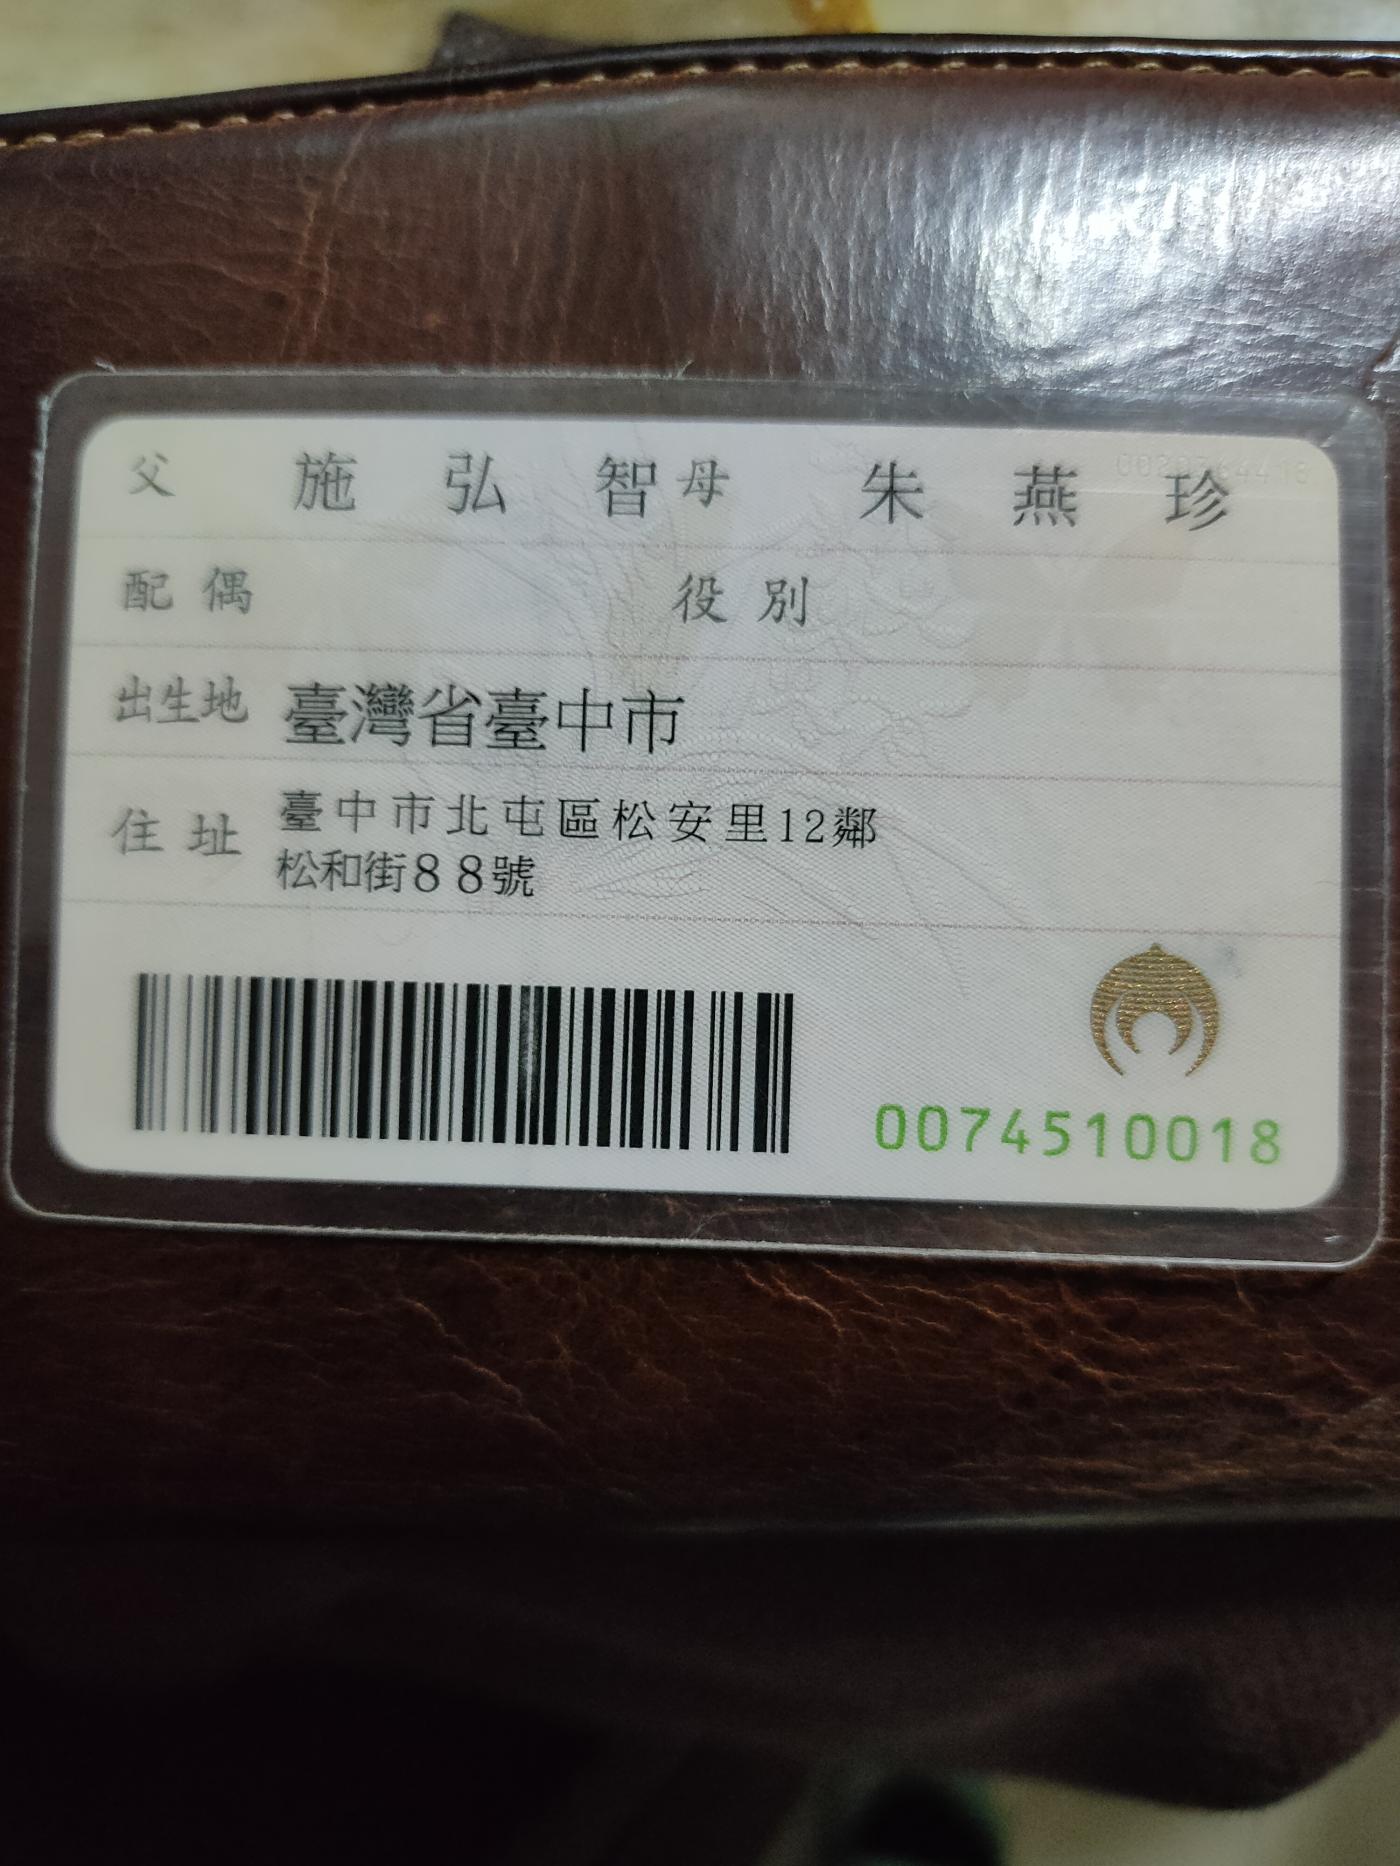 父 施弘智 母 朱燕珍
配偶 役別
出生地 臺灣省臺中市
住址 臺中市北屯區松安里12鄰
松和街88號
0074510018